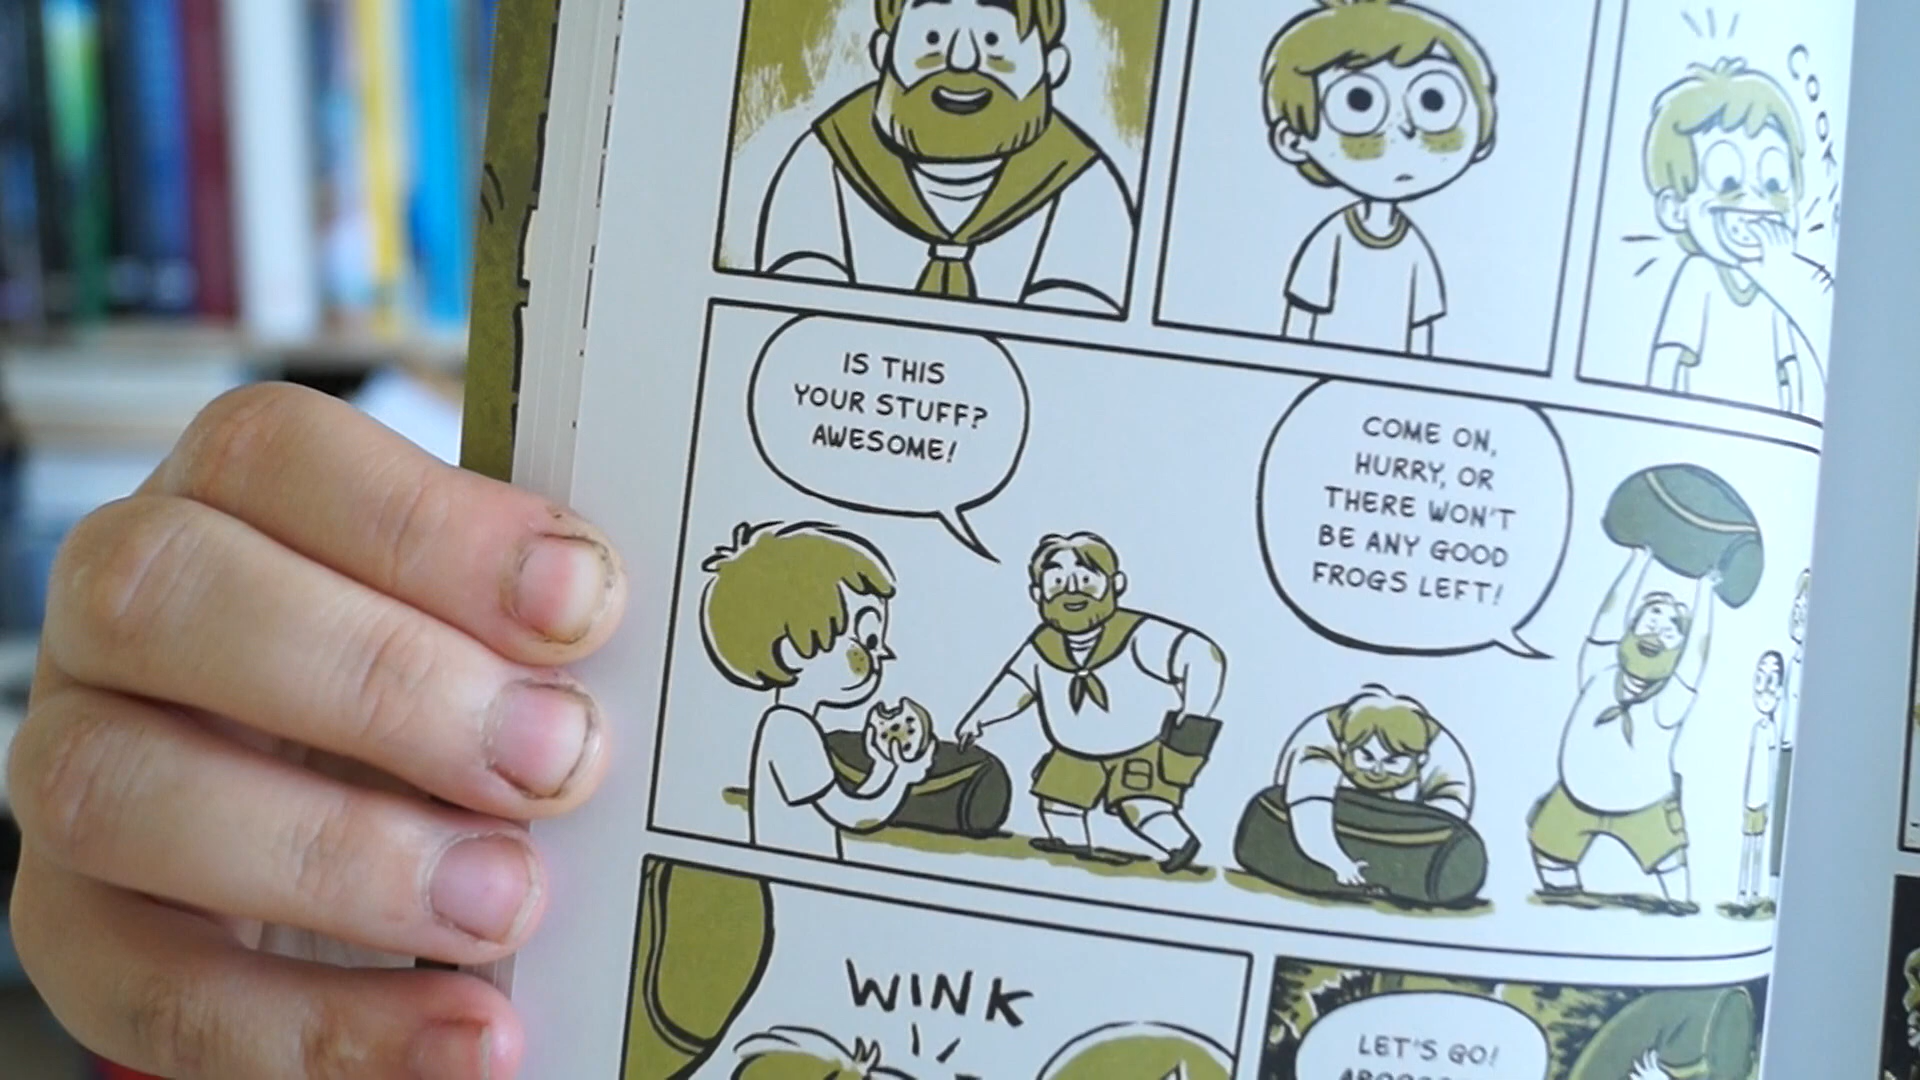 IS THIS
YOUR STUFF?
AWESOME!
COME ON,
HURRY, OR
THERE WON'T
BE ANY GOOD
FROGS LEFT!
WINK
LET'S GO!